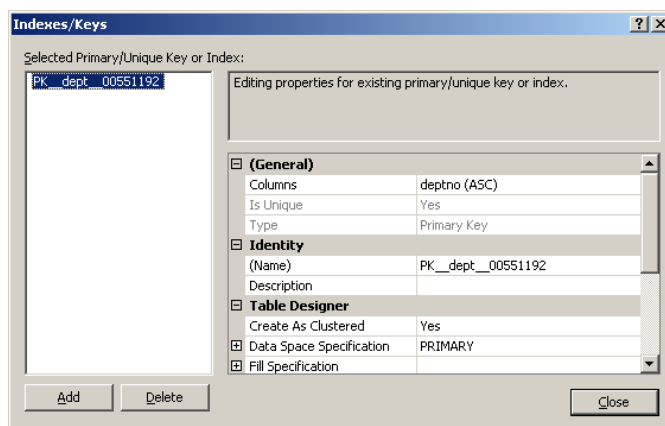 Indexes/Keys
Selected Primary/Unique Key or Index:
PK__dept__00551192
Editing properties for existing primary/unique key or index.
(General)
Columns deptno (ASC)
Is Unique Yes
Type Primary Key
Identity
(Name) PK__dept__00551192
Description
Table Designer
Create As Clustered Yes
Data Space Specification PRIMARY
Fill Specification
Add Delete Close